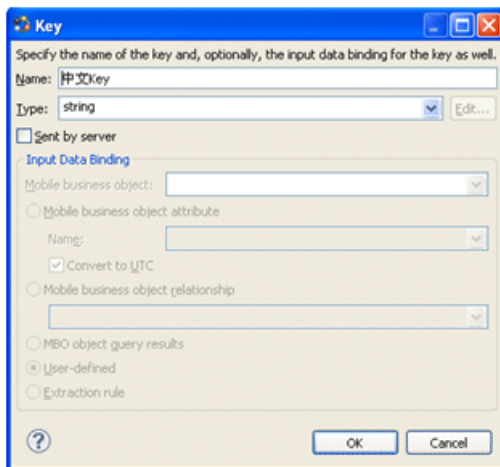 Key
Specify the name of the key and, optionally, the input data binding for the key as well.
Name: 中文Key
Type: string Edit...
Sent by server
Input Data Binding
Mobile business object:
Mobile business object attribute
Name:
Convert to UTC
Mobile business object relationship
MBO object query results
User-defined
Extraction rule
? OK Cancel